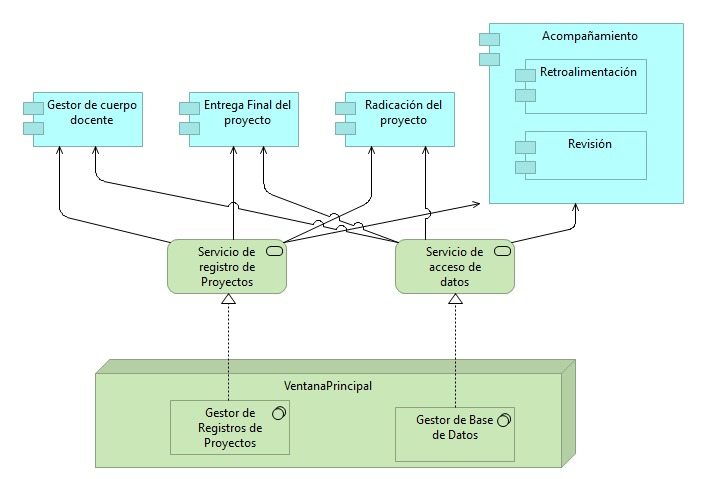 Acompañamiento
Retroalimentación
Revisión
Gestor de cuerpo
docente
Entrega Final del
proyecto
Radicación del
proyecto
Servicio de
registro de
Proyectos
Servicio de
acceso de
datos
VentanaPrincipal
Gestor de
Registros de
Proyectos
Gestor de Base
de Datos